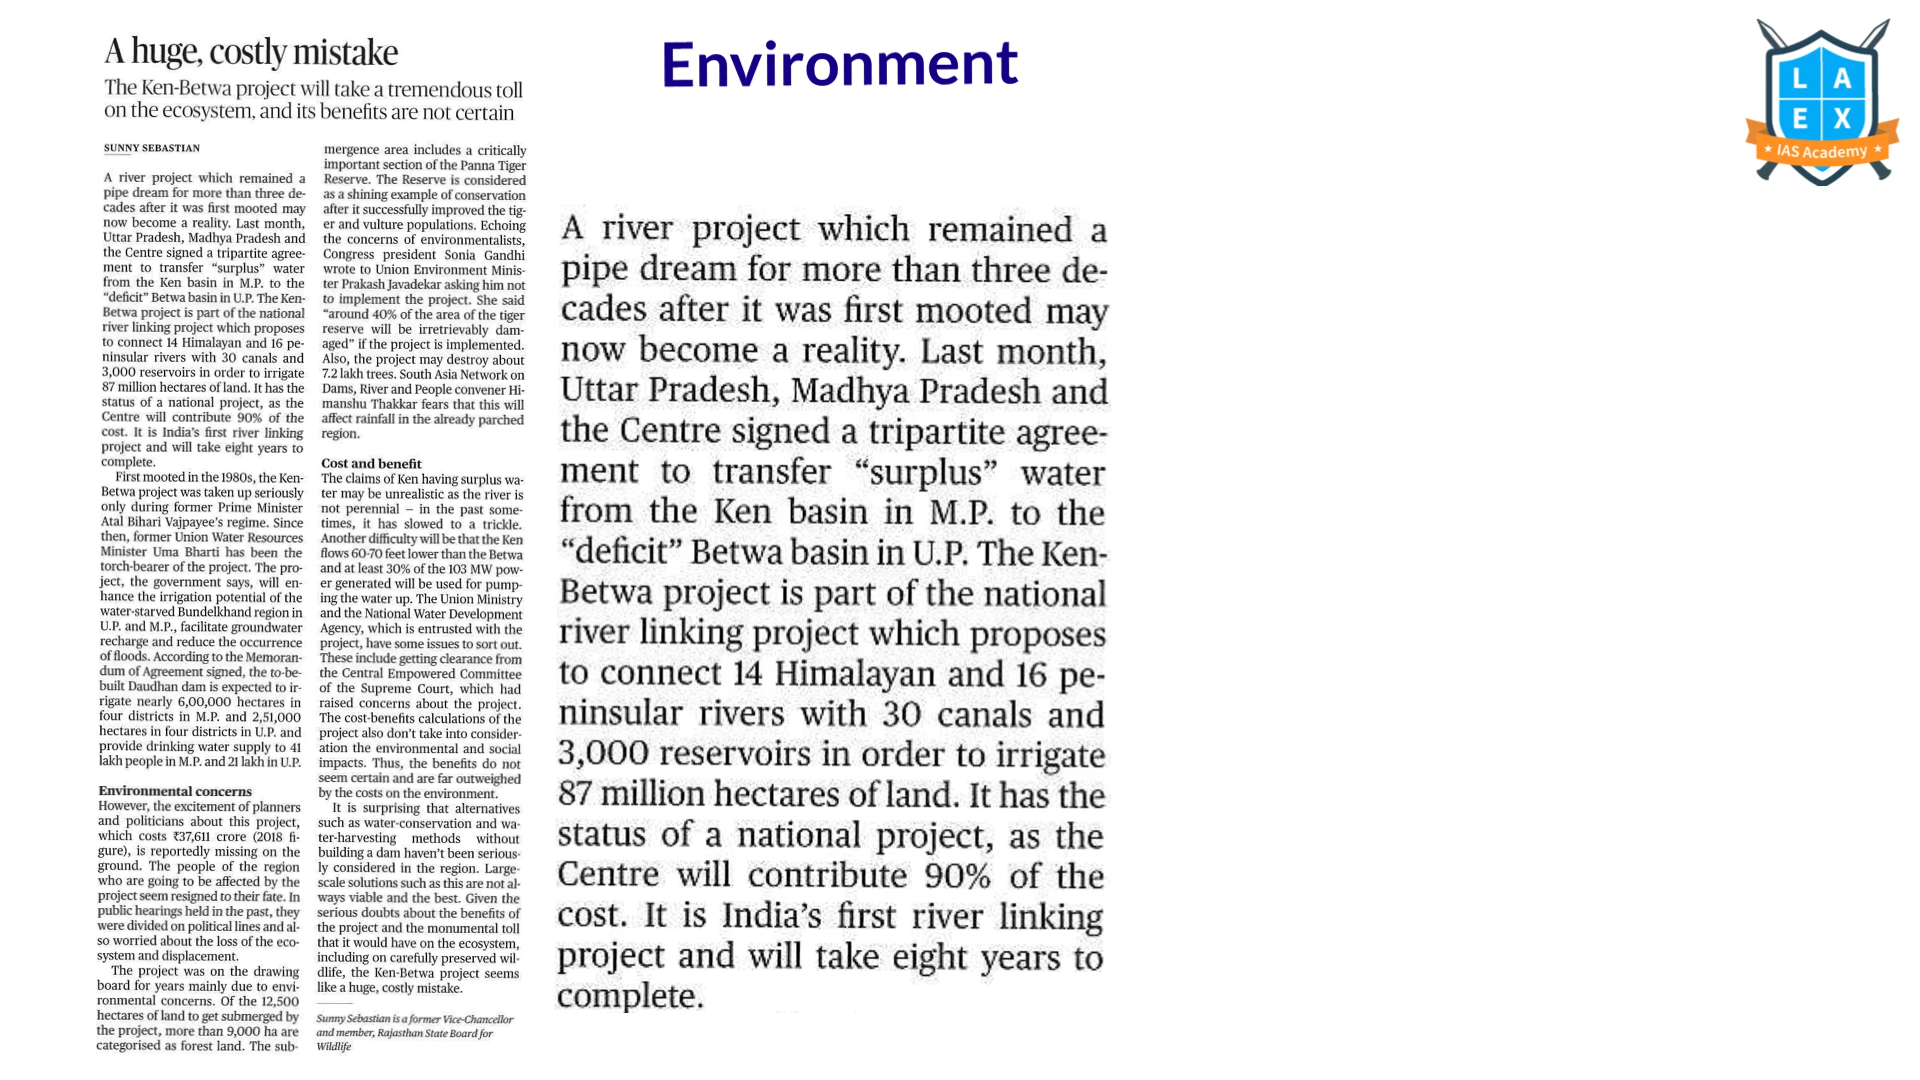 A huge, costly mistake
The Ken-Betwa project will take a tremendous toll
on the ecosystem, and its benefits are not certain
SUNNY SEBASTIAN
A river project which remained a
pipe dream for more than three de-
cades after it was first mooted may
now become a reality. Last month,
Uttar Pradesh, Madhya Pradesh and
the Centre signed a tripartite agree-
ment to transfer “surplus” water
from the Ken basin in M.P. to the
“deficit” Betwa basin in U.P. The Ken-
Betwa project is part of the national
river linking project which proposes
to connect 14 Himalayan and 16 pe-
ninsular rivers with 30 canals and
3,000 reservoirs in order to irrigate
87 million hectares of land. It has the
status of a national project, as the
Centre will contribute 90% of the
cost. It is India’s first river linking
project and will take eight years to
complete.
First mooted in the 1980s, the Ken-
Betwa project was taken up seriously
only during former Prime Minister
Atal Bihari Vajpayee’s regime. Since
then, former Union Water Resources
Minister Uma Bharti has been the
torch-bearer of the project. The pro-
ject, the government says, will en-
hance the irrigation potential of the
water-starved Bundelkhand region in
U.P. and M.P., facilitate groundwater
recharge and reduce the occurrence
of floods. According to the Memoran-
dum of Agreement signed, the to-be-
built Daudhan dam is expected to ir-
rigate nearly 6,00,000 hectares in
four districts in M.P. and 2,51,000
hectares in four districts in U.P. and
provide drinking water supply to 41
lakh people in M.P. and 21 lakh in U.P.
Environmental concerns
However, the excitement of planners
and politicians about this project,
which costs ₹37,611 crore (2018 fi-
gure), is reportedly missing on the
ground. The people of the region
who are going to be affected by the
project seem resigned to their fate. In
public hearings held in the past, they
were divided on political lines and al-
so worried about the loss of the eco-
system and displacement.
The project was on the drawing
board for years mainly due to envi-
ronmental concerns. Of the 12,500
hectares of land to get submerged by
the project, more than 9,000 ha are
categorised as forest land. The sub-
mergence area includes a critically
important section of the Panna Tiger
Reserve. The Reserve is considered
as a shining example of conservation
after it successfully improved the tig-
er and vulture populations. Echoing
the concerns of environmentalists,
Congress president Sonia Gandhi
wrote to Union Environment Minis-
ter Prakash Javadekar asking him not
to implement the project. She said
“around 40% of the area of the tiger
reserve will be irretrievably dam-
aged” if the project is implemented.
Also, the project may destroy about
7.2 lakh trees. South Asia Network on
Dams, River and People convener Hi-
manshu Thakkar fears that this will
affect rainfall in the already parched
region.
Cost and benefit
The claims of Ken having surplus wa-
ter may be unrealistic as the river is
not perennial – in the past some-
times, it has slowed to a trickle.
Another difficulty will be that the Ken
flows 60-70 feet lower than the Betwa
and at least 30% of the 103 MW pow-
er generated will be used for pump-
ing the water up. The Union Ministry
and the National Water Development
Agency, which is entrusted with the
project, have some issues to sort out.
These include getting clearance from
the Central Empowered Committee
of the Supreme Court, which had
raised concerns about the project.
The cost-benefits calculations of the
project also don’t take into consider-
ation the environmental and social
impacts. Thus, the benefits do not
seem certain and are far outweighed
by the costs on the environment.
It is surprising that alternatives
such as water-conservation and wa-
ter-harvesting methods without
building a dam haven’t been serious-
ly considered in the region. Large-
scale solutions such as this are not al-
ways viable and the best. Given the
serious doubts about the benefits of
the project and the monumental toll
that it would have on the ecosystem,
including on carefully preserved wil-
dlife, the Ken-Betwa project seems
like a huge, costly mistake.
Sunny Sebastian is a former Vice-Chancellor
and member, Rajasthan State Board for
Wildlife
Environment
A river project which remained a
pipe dream for more than three de-
cades after it was first mooted may
now become a reality. Last month,
Uttar Pradesh, Madhya Pradesh and
the Centre signed a tripartite agree-
ment to transfer “surplus” water
from the Ken basin in M.P. to the
“deficit” Betwa basin in U.P. The Ken-
Betwa project is part of the national
river linking project which proposes
to connect 14 Himalayan and 16 pe-
ninsular rivers with 30 canals and
3,000 reservoirs in order to irrigate
87 million hectares of land. It has the
status of a national project, as the
Centre will contribute 90% of the
cost. It is India’s first river linking
project and will take eight years to
complete.
L A
E X
IAS Academy